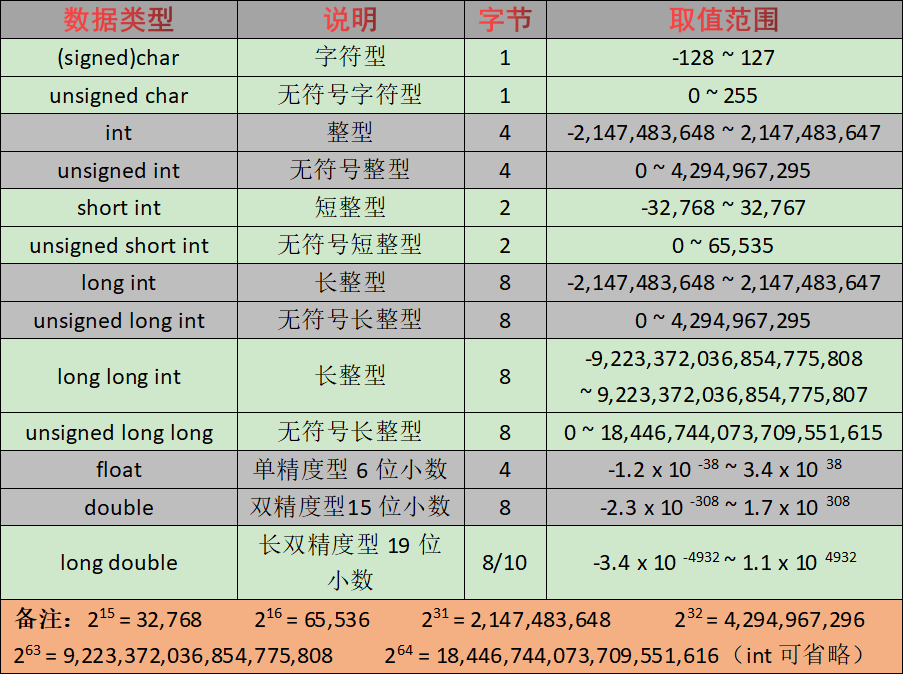 数据类型 说明 字节 取值范围
(signed)char 字符型 1 -128 ~ 127
unsigned char 无符号字符型 1 0 ~ 255
int 整型 4 -2,147,483,648 ~ 2,147,483,647
unsigned int 无符号整型 4 0 ~ 4,294,967,295
short int 短整型 2 -32,768 ~ 32,767
unsigned short int 无符号短整型 2 0 ~ 65,535
long int 长整型 8 -2,147,483,648 ~ 2,147,483,647
unsigned long int 无符号长整型 8 0 ~ 4,294,967,295
long long int 长整型 8 -9,223,372,036,854,775,808
~ 9,223,372,036,854,775,807
unsigned long long 无符号长整型 8 0 ~ 18,446,744,073,709,551,615
float 单精度型 6 位小数 4 -1.2 x 10 ⁻³⁸ ~ 3.4 x 10 ³⁸
double 双精度型15 位小数 8 -2.3 x 10 ⁻³⁰⁸ ~ 1.7 x 10 ³⁰⁸
long double 长双精度型 19 位
小数 8/10 -3.4 x 10 ⁻⁴⁹³² ~ 1.1 x 10 ⁴⁹³²
备注：2¹⁵ = 32,768 2¹⁶ = 65,536 2³¹ = 2,147,483,648 2³² = 4,294,967,296
2⁶³ = 9,223,372,036,854,775,808 2⁶⁴ = 18,446,744,073,709,551,616（int 可省略）